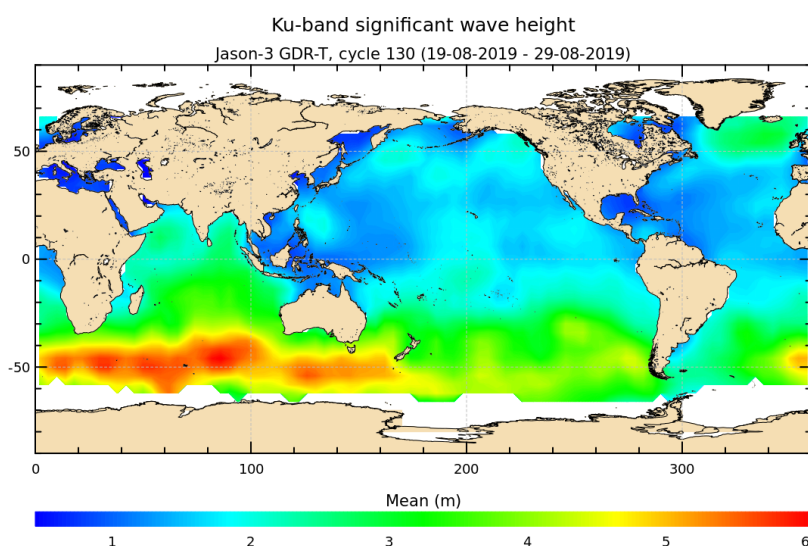 Ku-band significant wave height
Jason-3 GDR-T, cycle 130 (19-08-2019 - 29-08-2019)
50
0
-50
0 100 200 300
Mean (m)
1 2 3 4 5 6